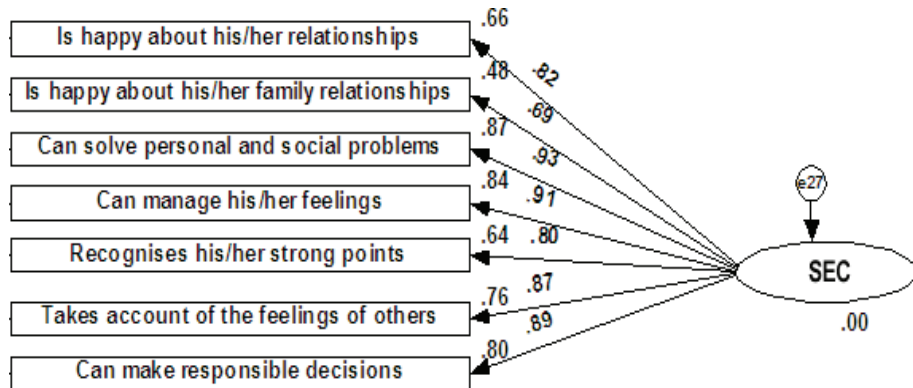 .66
Is happy about his/her relationships
.82
.48
Is happy about his/her family relationships
.69
.87
Can solve personal and social problems
.93
.84
Can manage his/her feelings
.91
.64
Recognises his/her strong points
.80
.76
Takes account of the feelings of others
.87
.80
Can make responsible decisions
.89
e27
SEC
.00